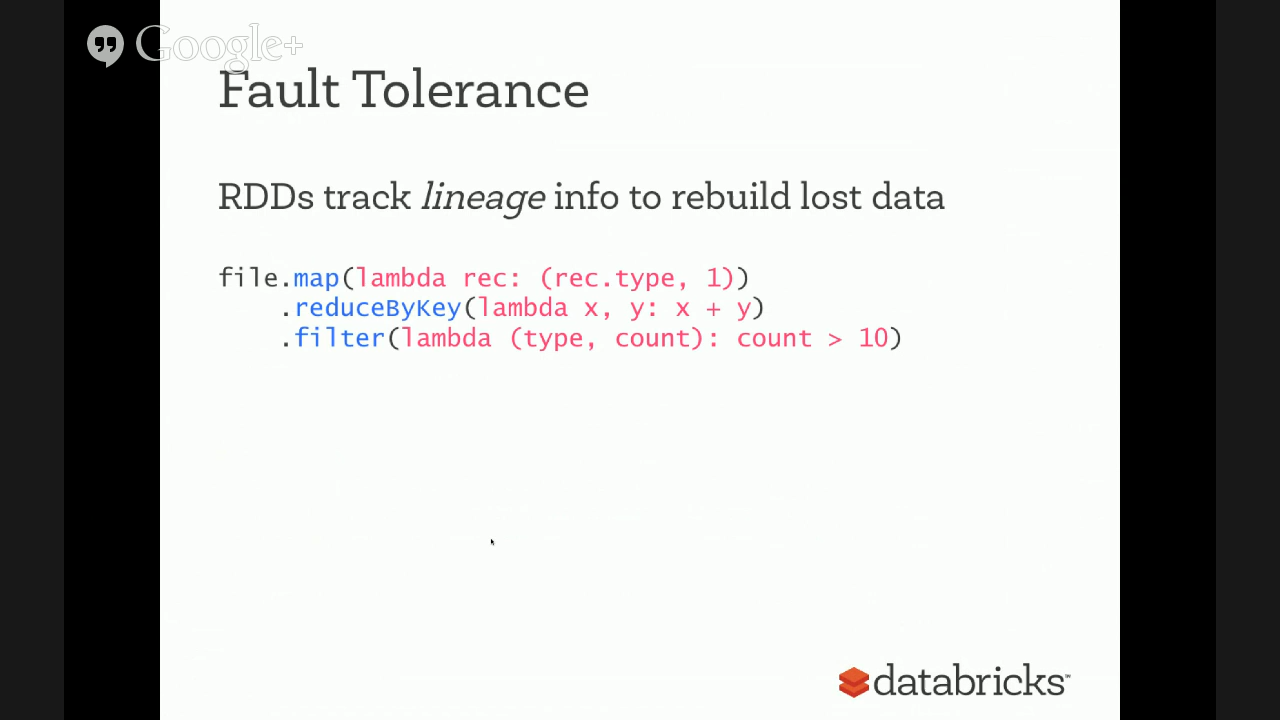 Google+
Fault Tolerance
RDDs track lineage info to rebuild lost data
file.map(lambda rec: (rec.type, 1))
.reduceByKey(lambda x, y: x + y)
.filter(lambda (type, count): count > 10)
databricks™